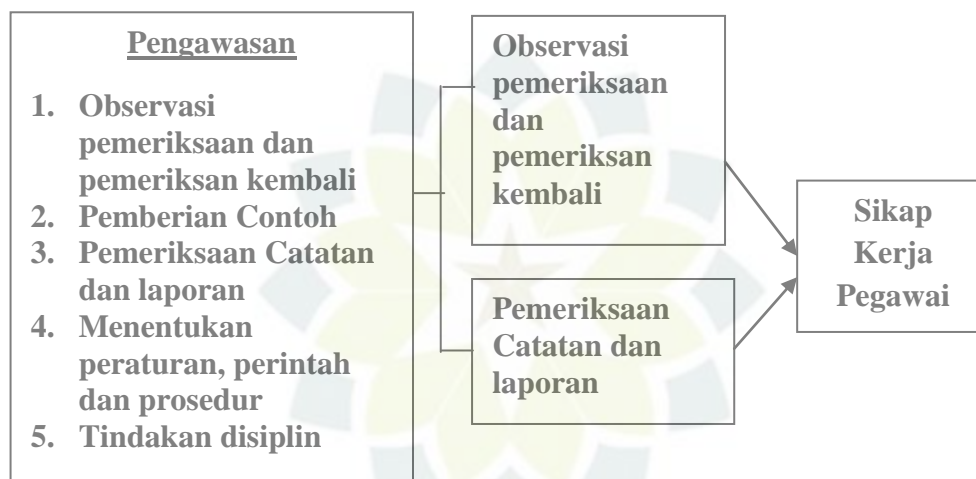 Pengawasan
1. Observasi
pemeriksaan dan
pemeriksan kembali
2. Pemberian Contoh
3. Pemeriksaan Catatan
dan laporan
4. Menentukan
peraturan, perintah
dan prosedur
5. Tindakan disiplin
Observasi
pemeriksaan
dan
pemeriksan
kembali
Pemeriksaan
Catatan dan
laporan
Sikap
Kerja
Pegawai